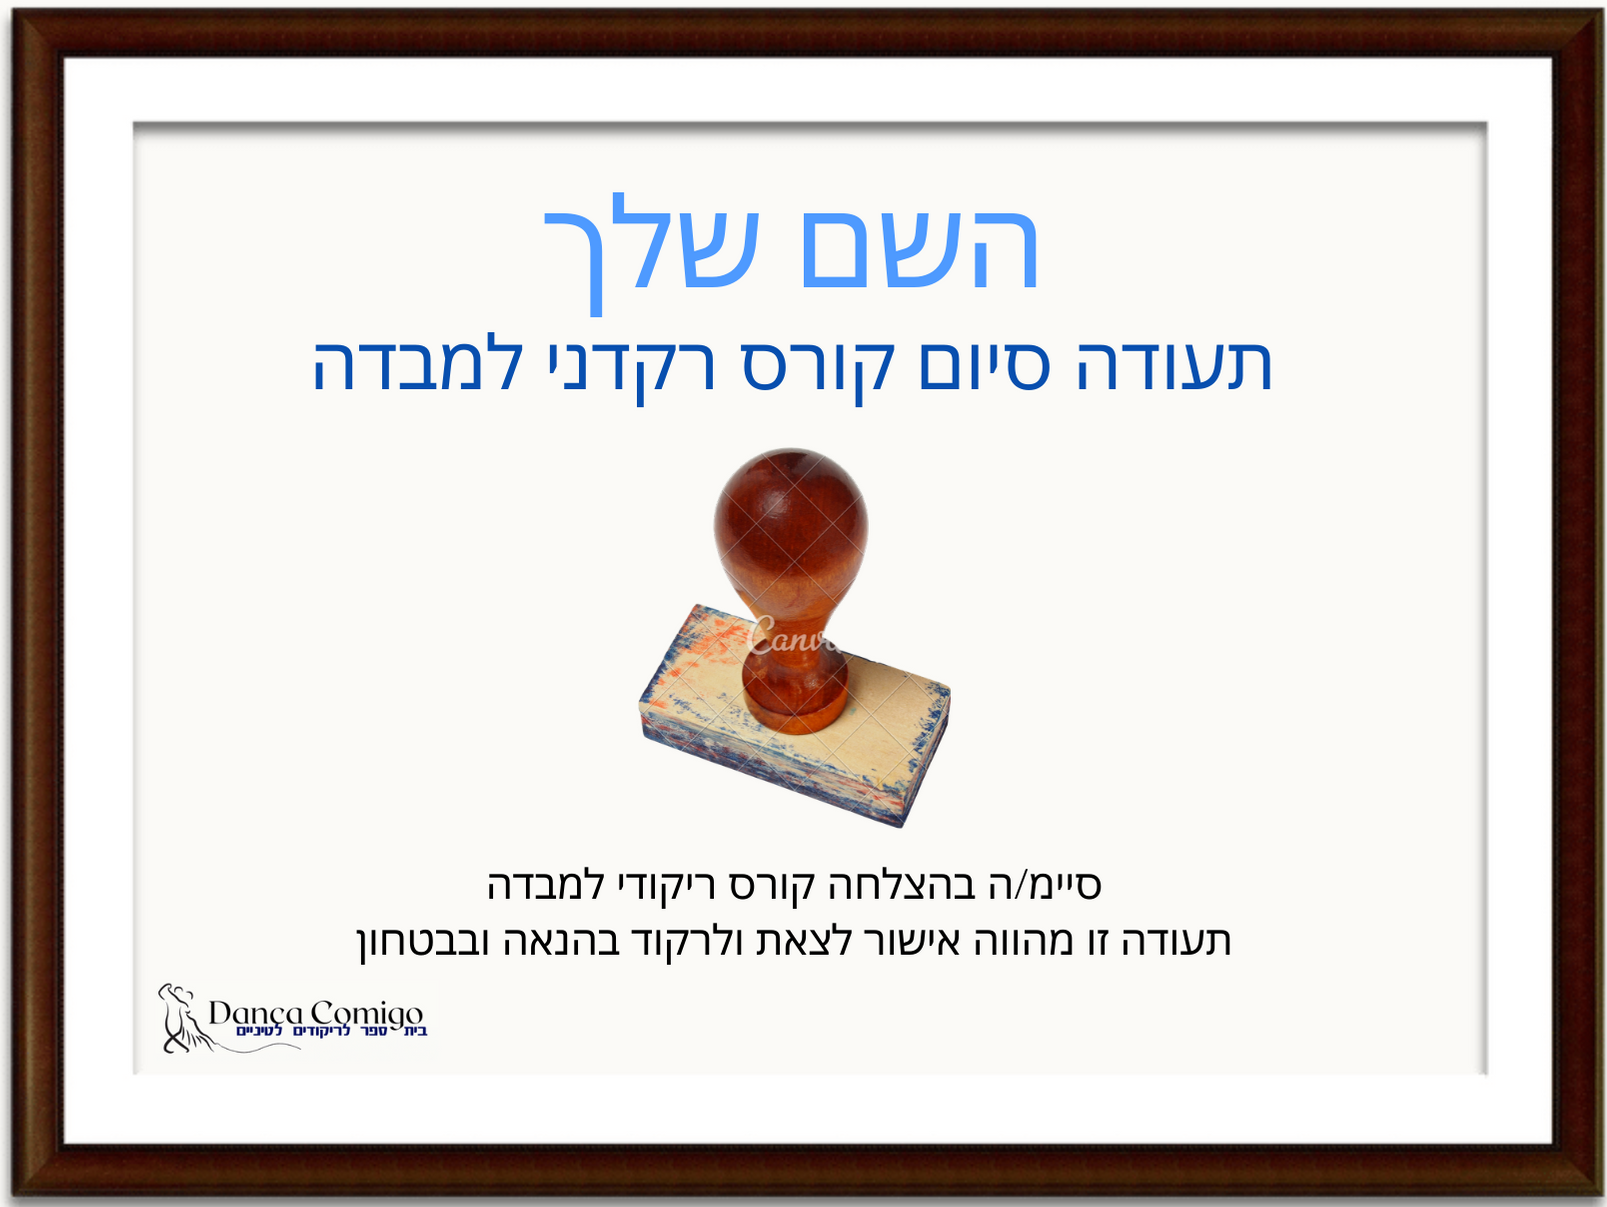 השם שלך
תעודה סיום קורס רקדני למבדה
Canva
סיימ/ה בהצלחה קורס ריקודי למבדה
תעודה זו מהווה אישור לצאת ולרקוד בהנאה ובבטחון
Dança Comigo
בית ספר לריקודים לטיניים